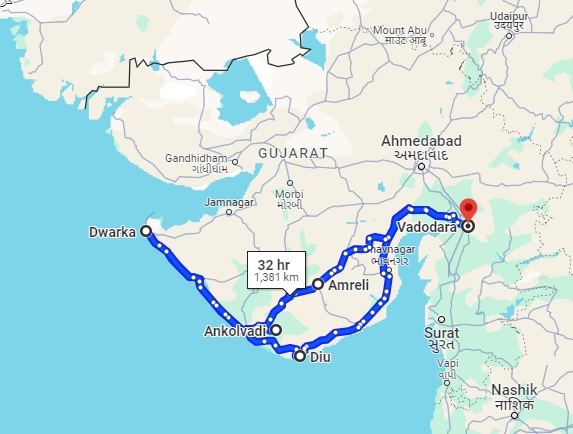 Udaipur
उदयपुर
Mount Abu
माउंट आबू
Ahmedabad
અમદાવાદ
Gandhidham
ગાંધીધામ
GUJARAT
Morbi
મોરબી
Jamnagar
Dwarka
Vadodara
32 hr
1,381 km
ભાવનગર
Amreli
Ankolvadi
Diu
Surat
સુરત
Vapi
વાપી
Nashik
नाशिक